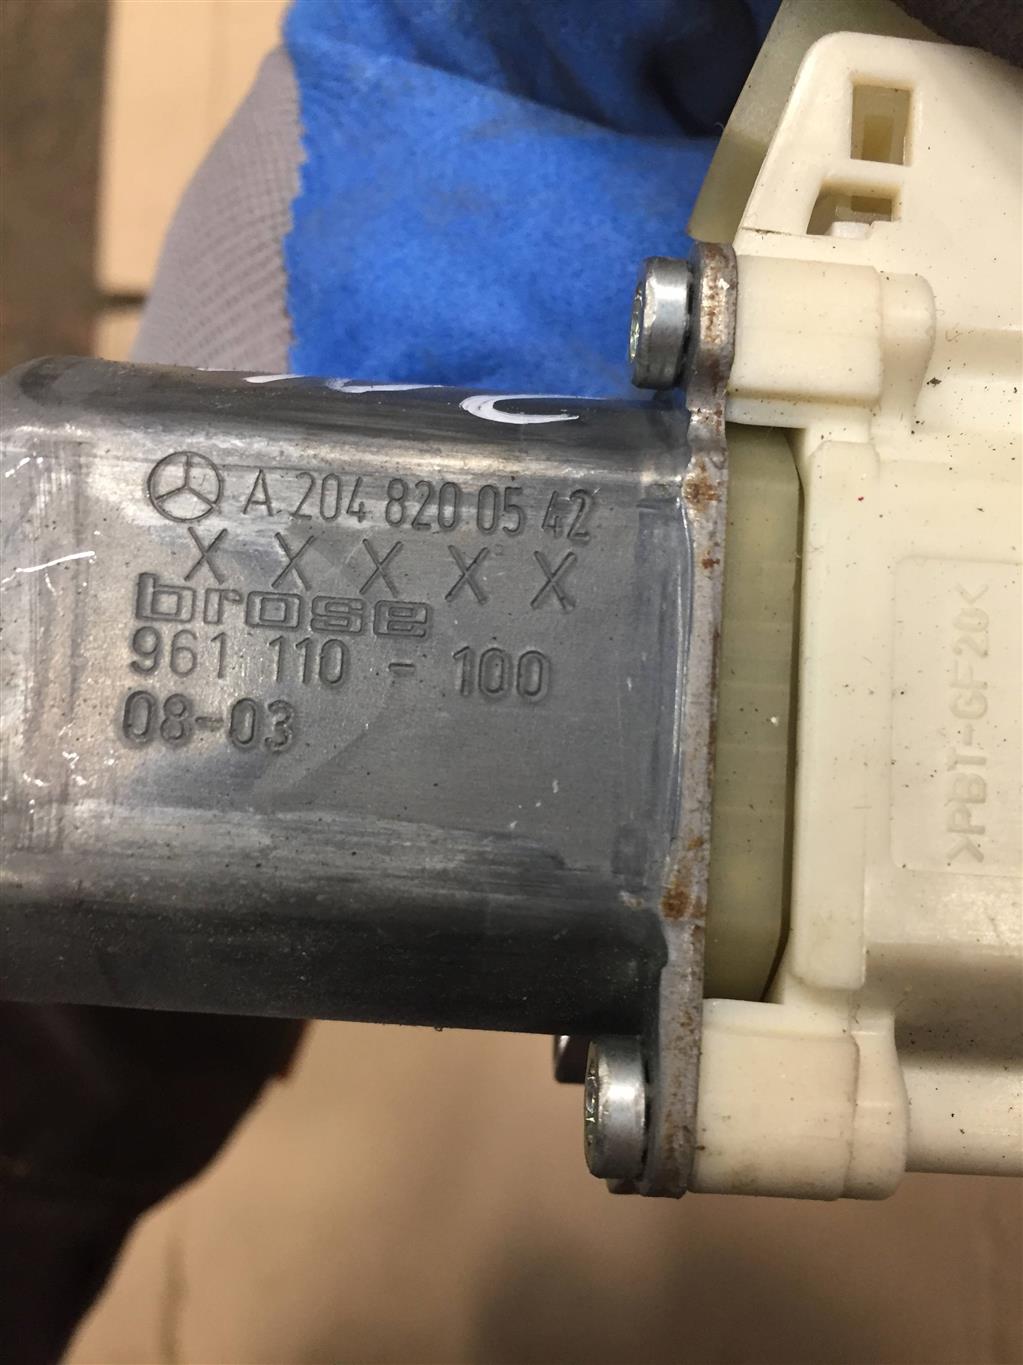 A 204 820 05 42
X X X X X
brose
961 110 - 100
08-03
>PBT-GF20<